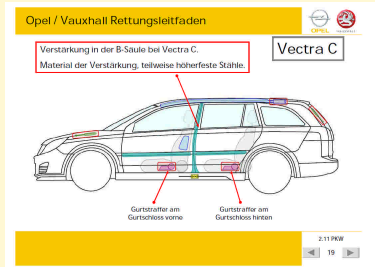 Opel / Vauxhall Rettungsleitfaden
OPEL
Vectra C
Verstärkung in der B-Säule bei Vectra C.
Material der Verstärkung, teilweise höherfeste Stähle.
Gurtstraffer am
Gurtschloss vorne
Gurtstraffer am
Gurtschloss hinten
2.11 PKW
19